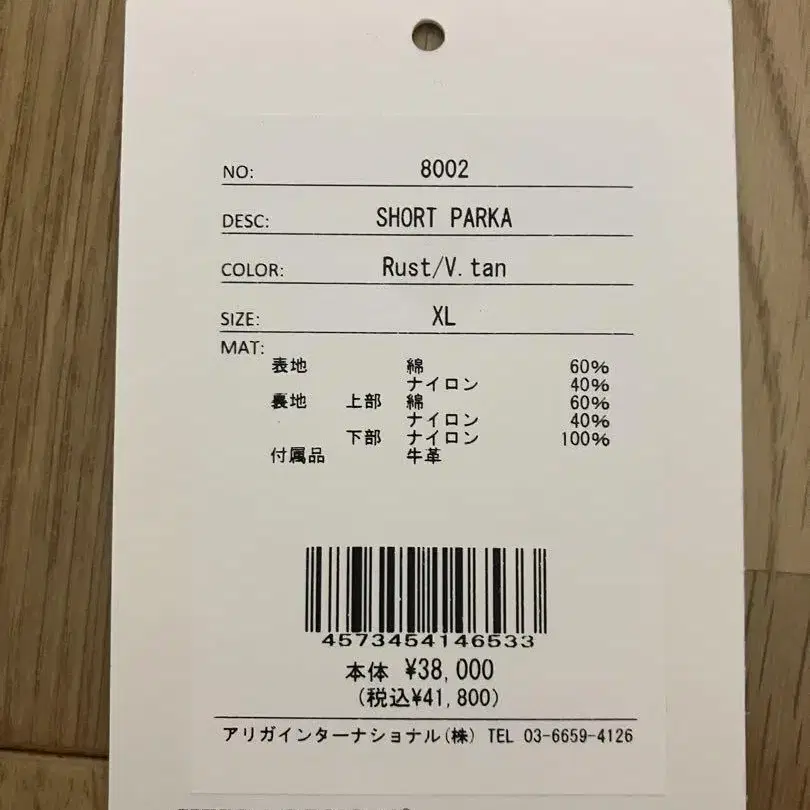 NO: 8002
DESC: SHORT PARKA
COLOR: Rust/V.tan
SIZE: XL
MAT:
表地 綿 60%
ナイロン 40%
裏地 上部 綿 60%
ナイロン 40%
下部 ナイロン 100%
付属品 牛革
4573454146533
本体 ¥38,000
(税込¥41,800)
アリガインターナショナル(株) TEL 03-6659-4126